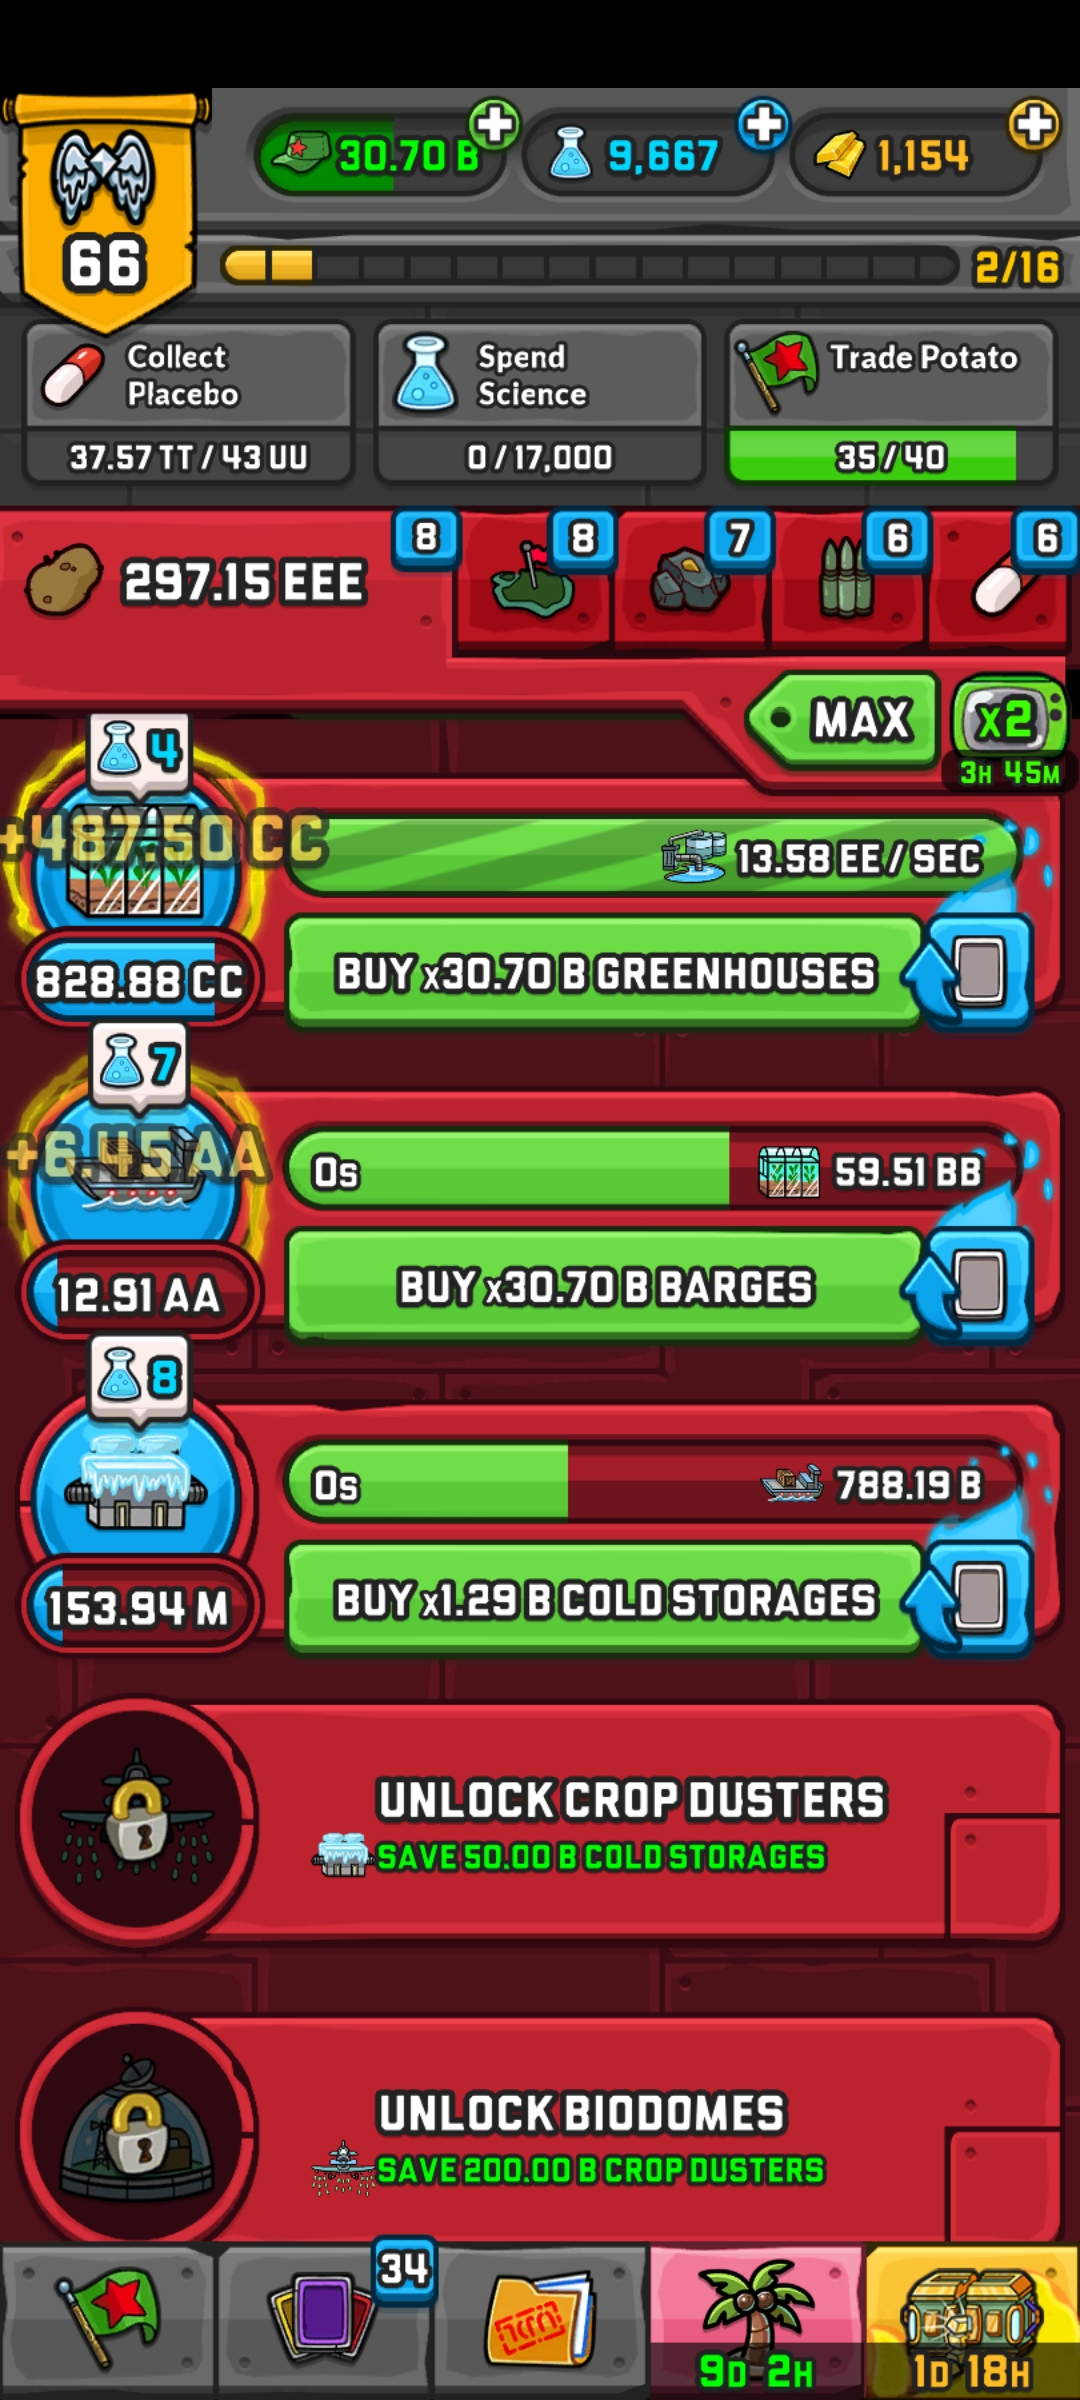 30.70 B
9,667
1,154
66
2/16
Collect
Placebo
37.57 TT / 43 UU
Spend
Science
0 / 17,000
Trade Potato
35 / 40
297.15 EEE
8
8
7
6
6
MAX
x2
3H 45M
4
+487.50 CC
13.58 EE / SEC
828.88 CC
BUY x30.70 B GREENHOUSES
7
+6.45 AA
0s
59.51 BB
12.91 AA
BUY x30.70 B BARGES
8
0s
788.19 B
153.94 M
BUY x1.29 B COLD STORAGES
UNLOCK CROP DUSTERS
SAVE 50.00 B COLD STORAGES
UNLOCK BIODOMES
SAVE 200.00 B CROP DUSTERS
34
9D 2H
1D 18H